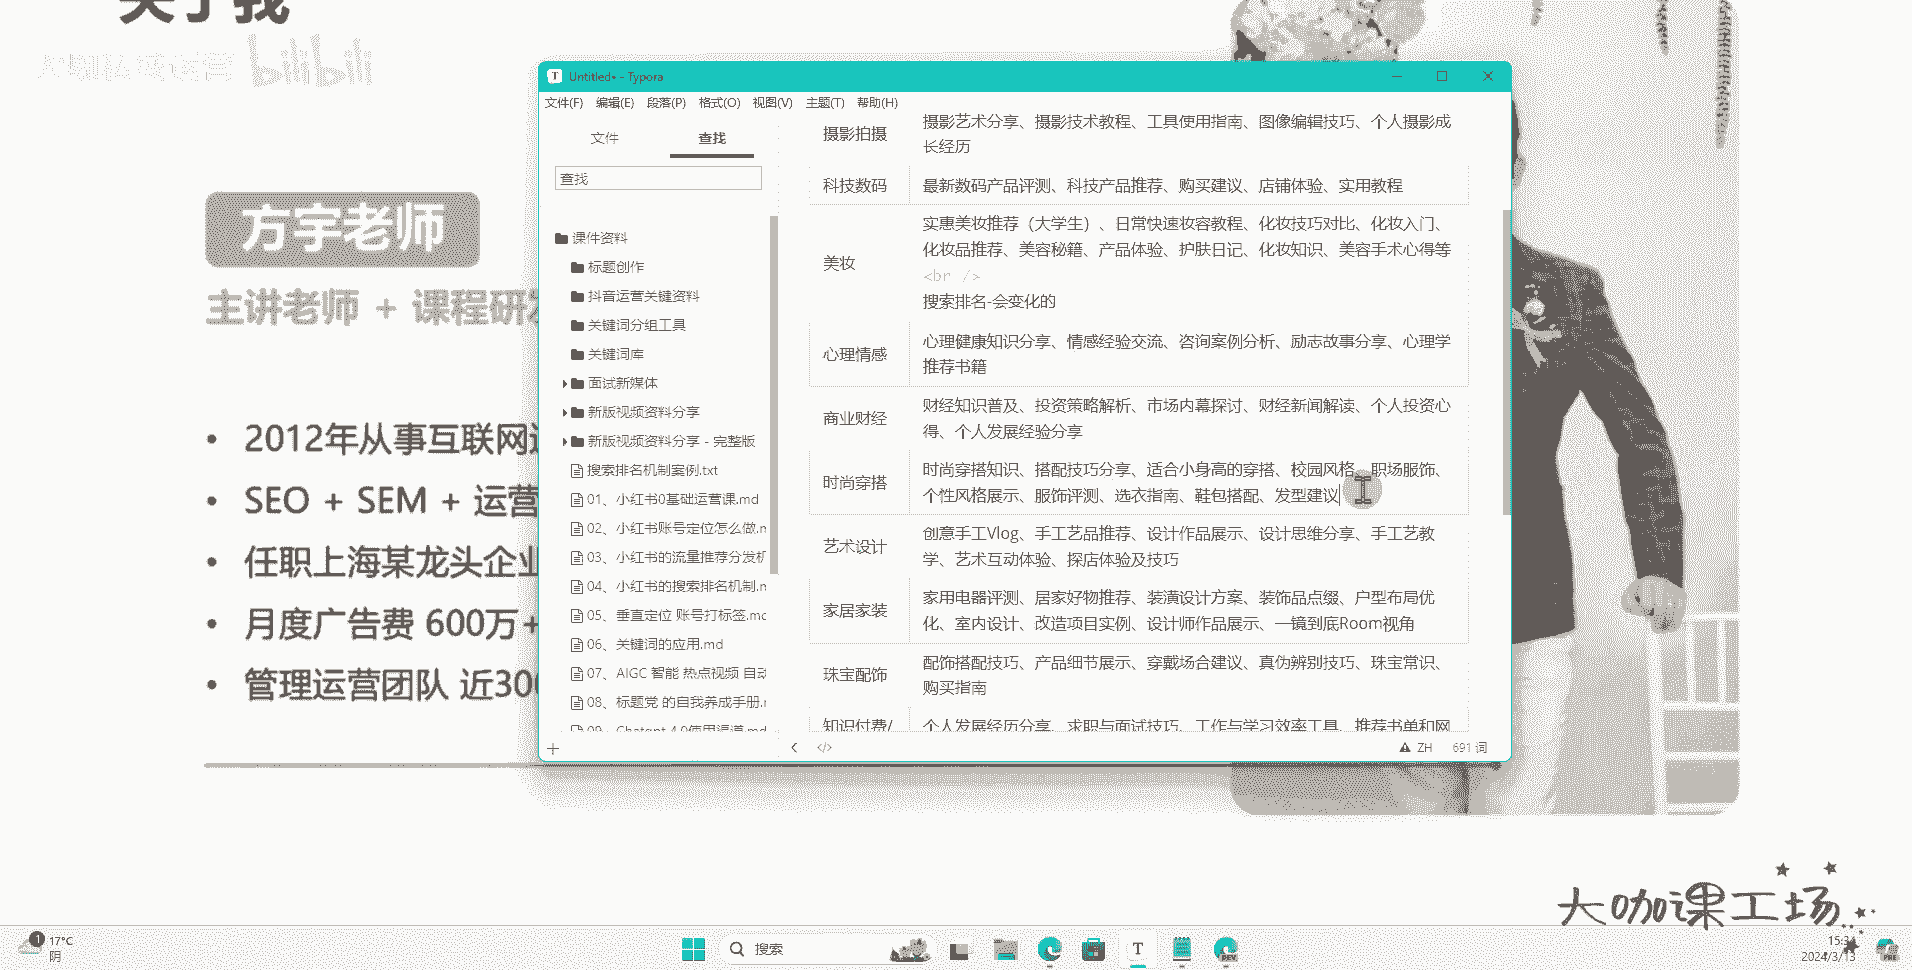 关于我
bilibili
方宇老师
主讲老师 + 课程研发
2012年从事互联网运
SEO + SEM + 运营
任职上海某龙头企业
月度广告费 600万+
管理运营团队 近300
Untitled• - Typora
文件(F) 编辑(E) 段落(P) 格式(O) 视图(V) 主题(T) 帮助(H)
文件 查找
查找
课件资料
标题创作
抖音运营关键资料
关键词分组工具
关键词库
面试新媒体
新版视频资料分享
新版视频资料分享 - 完整版
搜索排名机制案例.txt
01、小红书0基础运营课.md
02、小红书账号定位怎么做.m
03、小红书的流量推荐分发机
04、小红书的搜索排名机制.m
05、垂直定位 账号打标签.mc
06、关键词的应用.md
07、AIGC 智能 热点视频 自动
08、标题党 的自我养成手册.m
09、Chatgpt 4.0使用渠道.md
摄影拍摄
摄影艺术分享、摄影技术教程、工具使用指南、图像编辑技巧、个人摄影成
长经历
科技数码
最新数码产品评测、科技产品推荐、购买建议、店铺体验、实用教程
美妆
实惠美妆推荐（大学生）、日常快速妆容教程、化妆技巧对比、化妆入门、
化妆品推荐、美容秘籍、产品体验、护肤日记、化妆知识、美容手术心得等
<br />
搜索排名-会变化的
心理情感
心理健康知识分享、情感经验交流、咨询案例分析、励志故事分享、心理学
推荐书籍
商业财经
财经知识普及、投资策略解析、市场内幕探讨、财经新闻解读、个人投资心
得、个人发展经验分享
时尚穿搭
时尚穿搭知识、搭配技巧分享、适合小身高的穿搭、校园风格、职场服饰、
个性风格展示、服饰评测、选衣指南、鞋包搭配、发型建议
艺术设计
创意手工Vlog、手工艺品推荐、设计作品展示、设计思维分享、手工艺教
学、艺术互动体验、探店体验及技巧
家居家装
家用电器评测、居家好物推荐、装潢设计方案、装饰品点缀、户型布局优
化、室内设计、改造项目实例、设计师作品展示、一镜到底Room视角
珠宝配饰
配饰搭配技巧、产品细节展示、穿戴场合建议、真伪辨别技巧、珠宝常识、
购买指南
知识付费/
个人发展经历分享、求职与面试技巧、工作与学习效率工具、推荐书单和网
</> ZH 691 词
大咖课工场
1 17°C
阴
搜索
DEV
15:34
2024/3/13
PRE